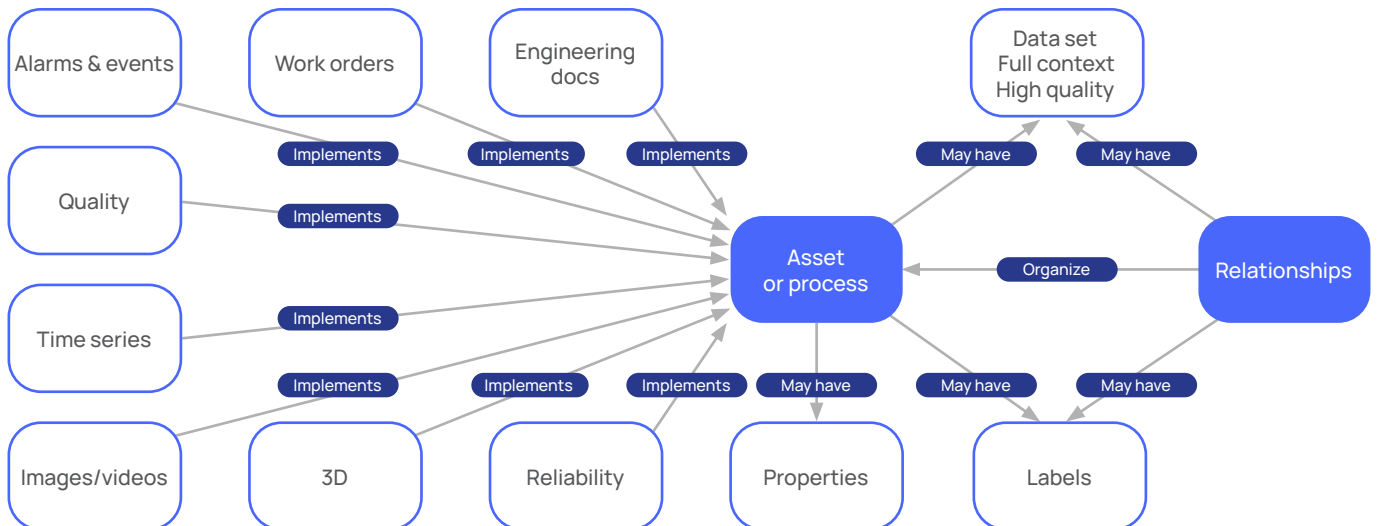 Alarms & events
Work orders
Engineering
docs
Data set
Full context
High quality
Implements
Implements
Implements
May have
May have
Quality
Implements
Asset
or process
Organize
Relationships
Time series
Implements
Implements
Implements
Implements
May have
May have
May have
Images/videos
3D
Reliability
Properties
Labels